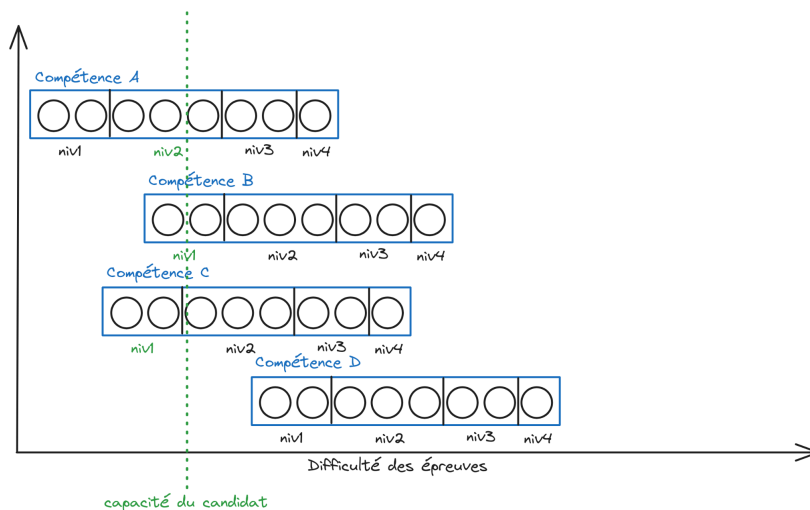 Compétence A
niv1 niv2 niv3 niv4
Compétence B
niv1 niv2 niv3 niv4
Compétence C
niv1 niv2 niv3 niv4
Compétence D
niv1 niv2 niv3 niv4
Difficulté des épreuves
capacité du candidat